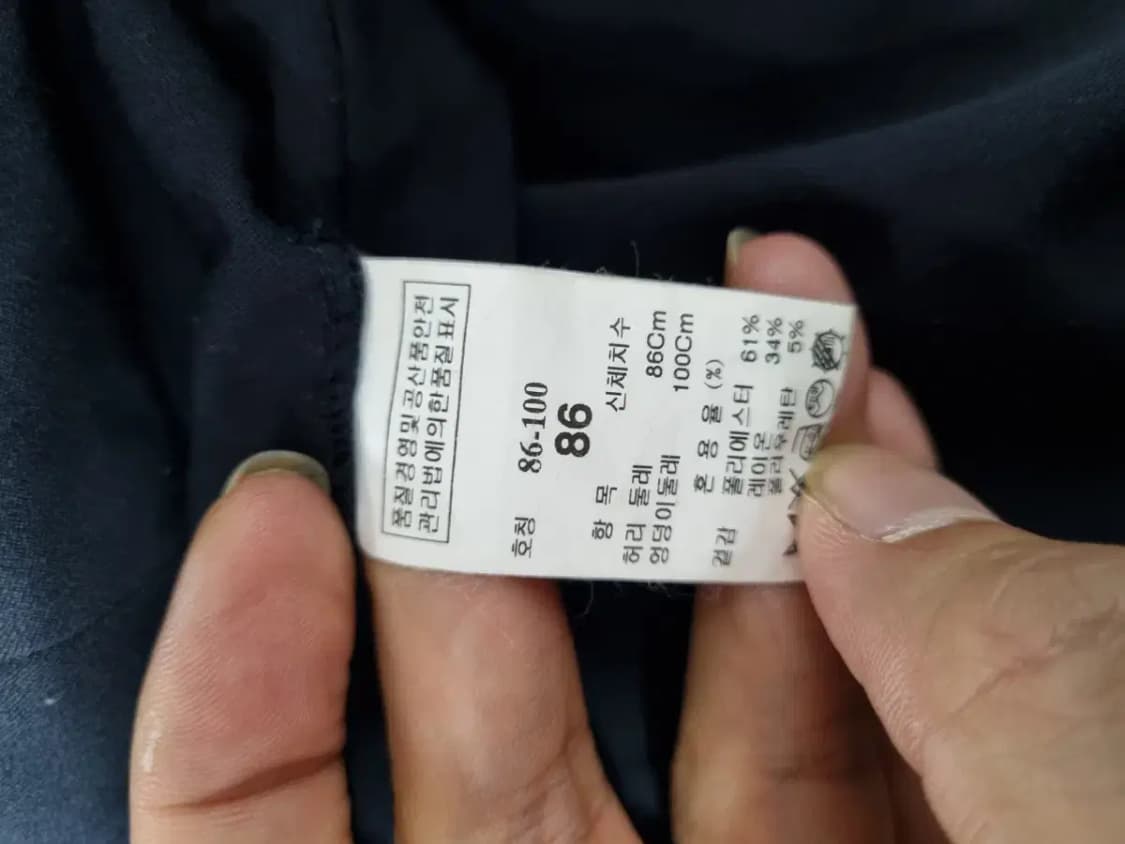 품질경영및공산품안전
관리법에의한품질표시
호칭 86-100
86
항 목 신체치수
허리 둘레 86Cm
엉덩이둘레 100Cm
혼 용 율 (%)
겉감 폴리에스터 61%
레이온 34%
폴리우레탄 5%